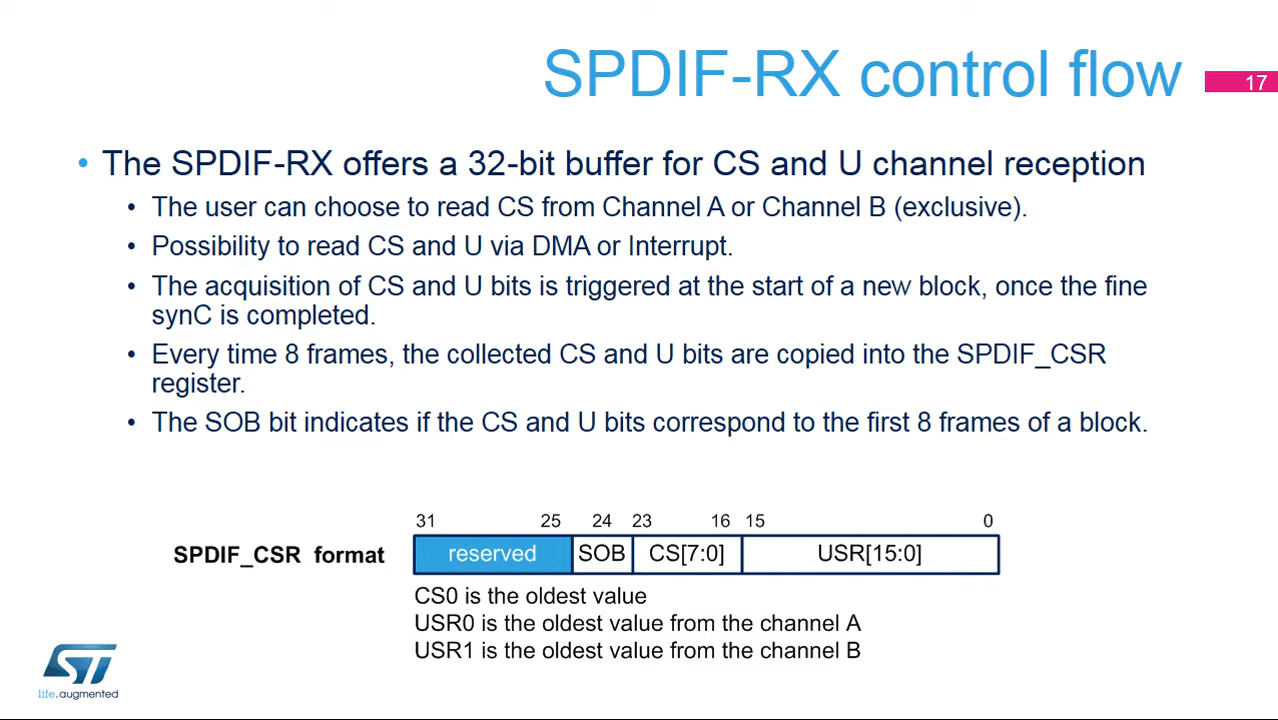 SPDIF-RX control flow
17
• The SPDIF-RX offers a 32-bit buffer for CS and U channel reception
• The user can choose to read CS from Channel A or Channel B (exclusive).
• Possibility to read CS and U via DMA or Interrupt.
• The acquisition of CS and U bits is triggered at the start of a new block, once the fine
synC is completed.
• Every time 8 frames, the collected CS and U bits are copied into the SPDIF_CSR
register.
• The SOB bit indicates if the CS and U bits correspond to the first 8 frames of a block.
31 25 24 23 16 15 0
SPDIF_CSR format reserved SOB CS[7:0] USR[15:0]
CS0 is the oldest value
USR0 is the oldest value from the channel A
USR1 is the oldest value from the channel B
ST
life.augmented